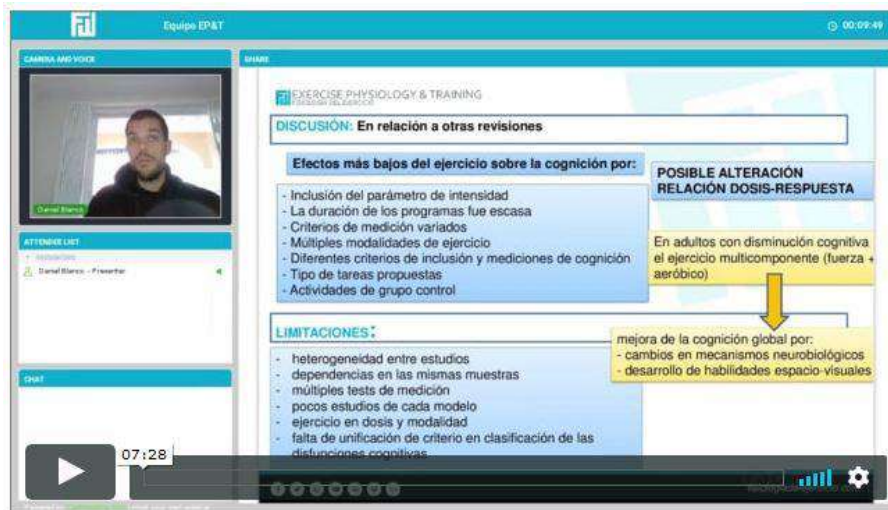 Equipo EP&T
00:09:49
CAMERA AND VOICE
Daniel Blanco
ATTENDEE LIST
Daniel Blanco - Presenter
CHAT
SHARE
EXERCISE PHYSIOLOGY & TRAINING
DISCUSIÓN: En relación a otras revisiones
Efectos más bajos del ejercicio sobre la cognición por:
- Inclusión del parámetro de intensidad
- La duración de los programas fue escasa
- Criterios de medición variados
- Múltiples modalidades de ejercicio
- Diferentes criterios de inclusión y mediciones de cognición
- Tipo de tareas propuestas
- Actividades de grupo control
POSIBLE ALTERACIÓN
RELACIÓN DOSIS-RESPUESTA
En adultos con disminución cognitiva
el ejercicio multicomponente (fuerza +
aeróbico)
mejora de la cognición global por:
- cambios en mecanismos neurobiológicos
- desarrollo de habilidades espacio-visuales
LIMITACIONES:
- heterogeneidad entre estudios
- dependencias en las mismas muestras
- múltiples tests de medición
- pocos estudios de cada modelo
- ejercicio en dosis y modalidad
- falta de unificación de criterio en clasificación de las
disfunciones cognitivas
07:28